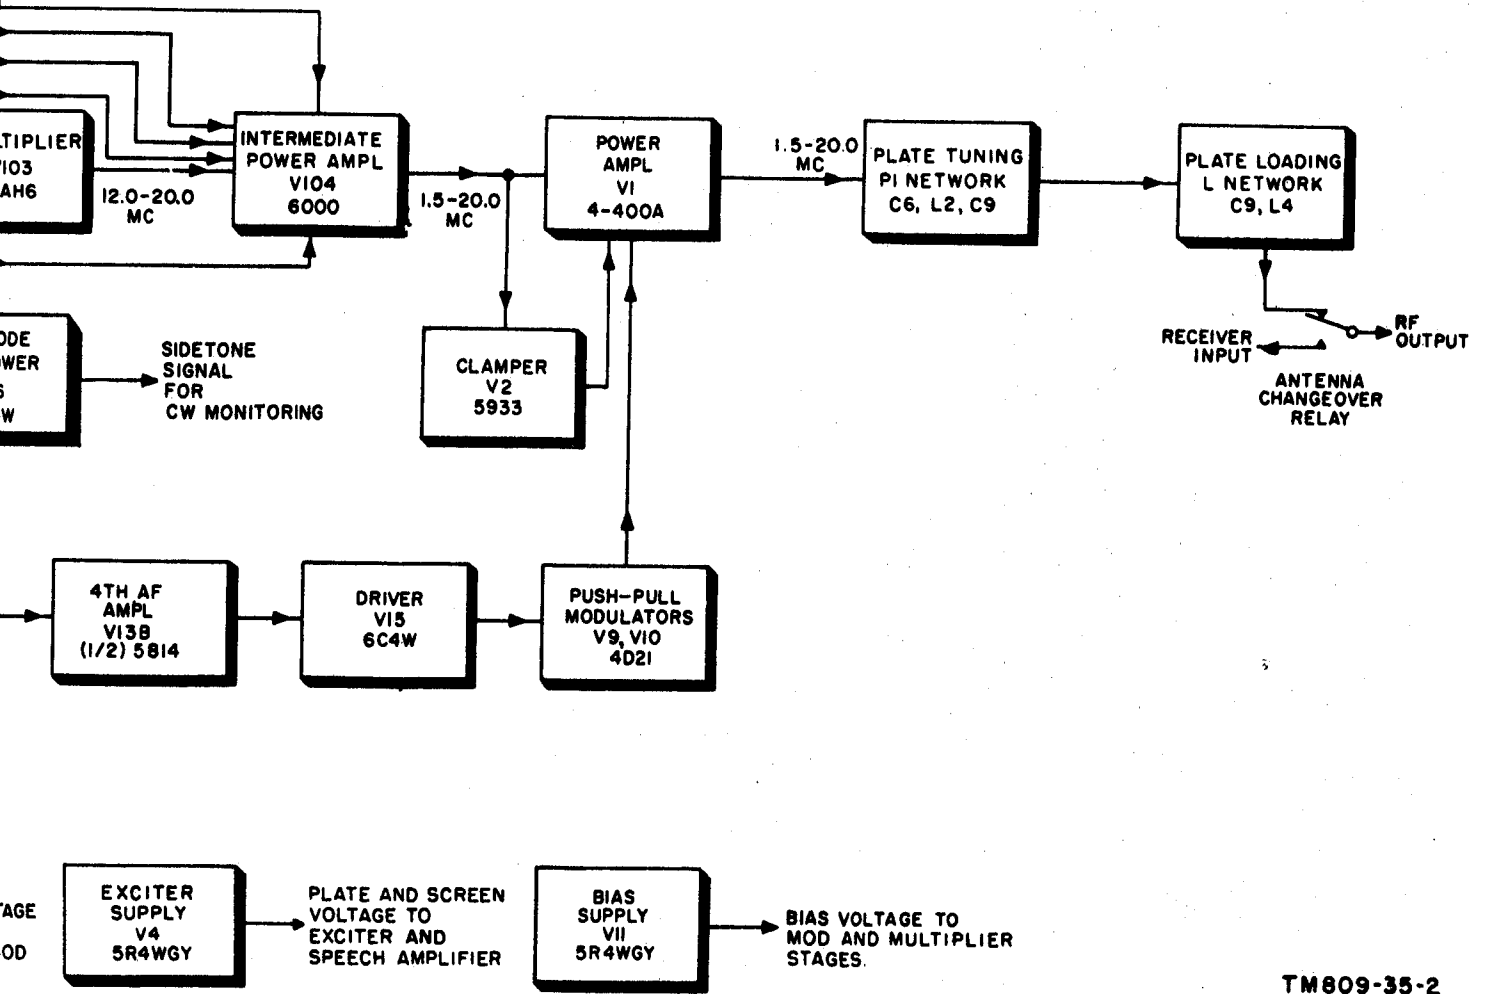 INTERMEDIATE
POWER AMPL
V104
6000
12.0-20.0
MC
1.5-20.0
MC
POWER
AMPL
V1
4-400A
1.5-20.0
MC
PLATE TUNING
PI NETWORK
C6, L2, C9
PLATE LOADING
L NETWORK
C9, L4
TIPLIER
103
AH6
RECEIVER
INPUT
RF
OUTPUT
ANTENNA
CHANGEOVER
RELAY
ODE
OWER
6
W
SIDETONE
SIGNAL
FOR
CW MONITORING
CLAMPER
V2
5933
4TH AF
AMPL
V13B
(1/2) 5814
DRIVER
V15
6C4W
PUSH-PULL
MODULATORS
V9, V10
4D21
TAGE
OD
EXCITER
SUPPLY
V4
5R4WGY
PLATE AND SCREEN
VOLTAGE TO
EXCITER AND
SPEECH AMPLIFIER
BIAS
SUPPLY
V11
5R4WGY
BIAS VOLTAGE TO
MOD AND MULTIPLIER
STAGES.
TM809-35-2